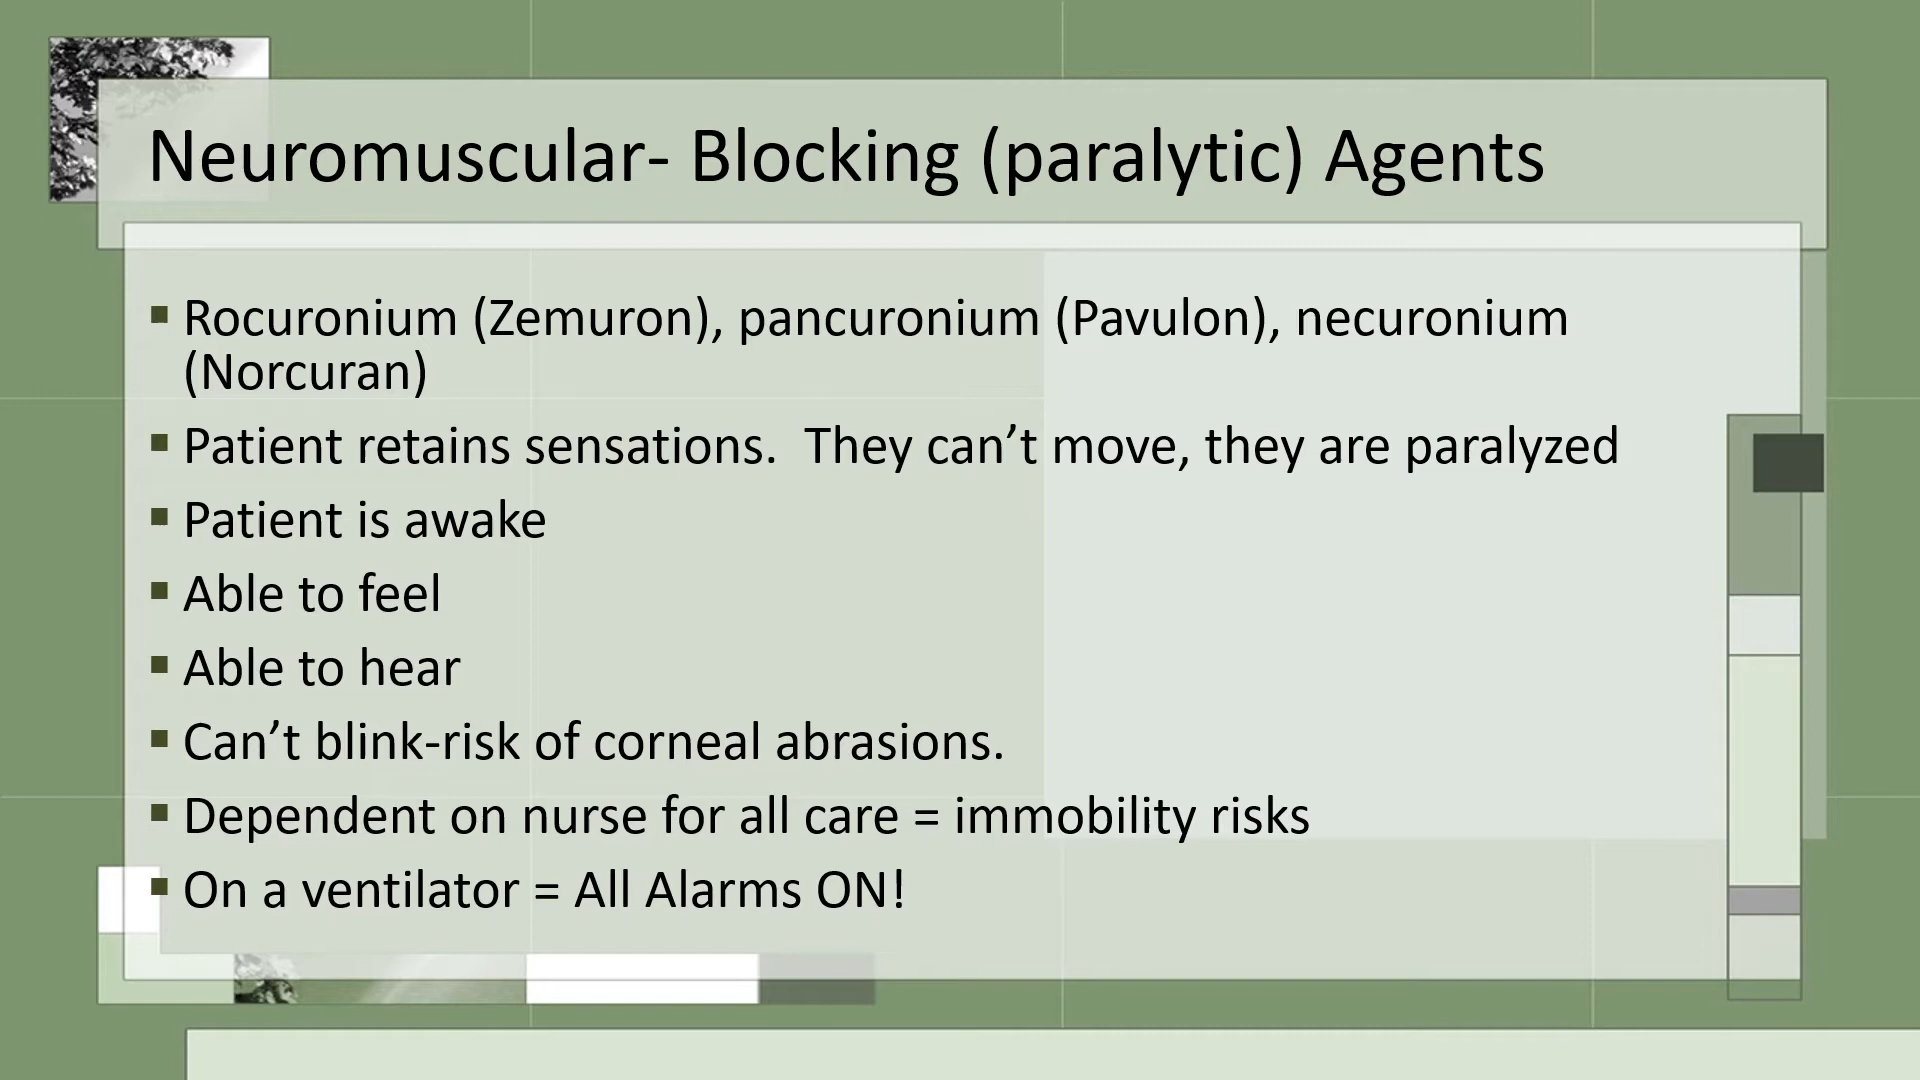 Neuromuscular- Blocking (paralytic) Agents
▪ Rocuronium (Zemuron), pancuronium (Pavulon), necuronium
(Norcuran)
▪ Patient retains sensations.  They can’t move, they are paralyzed
▪ Patient is awake
▪ Able to feel
▪ Able to hear
▪ Can’t blink-risk of corneal abrasions.
▪ Dependent on nurse for all care = immobility risks
▪ On a ventilator = All Alarms ON!